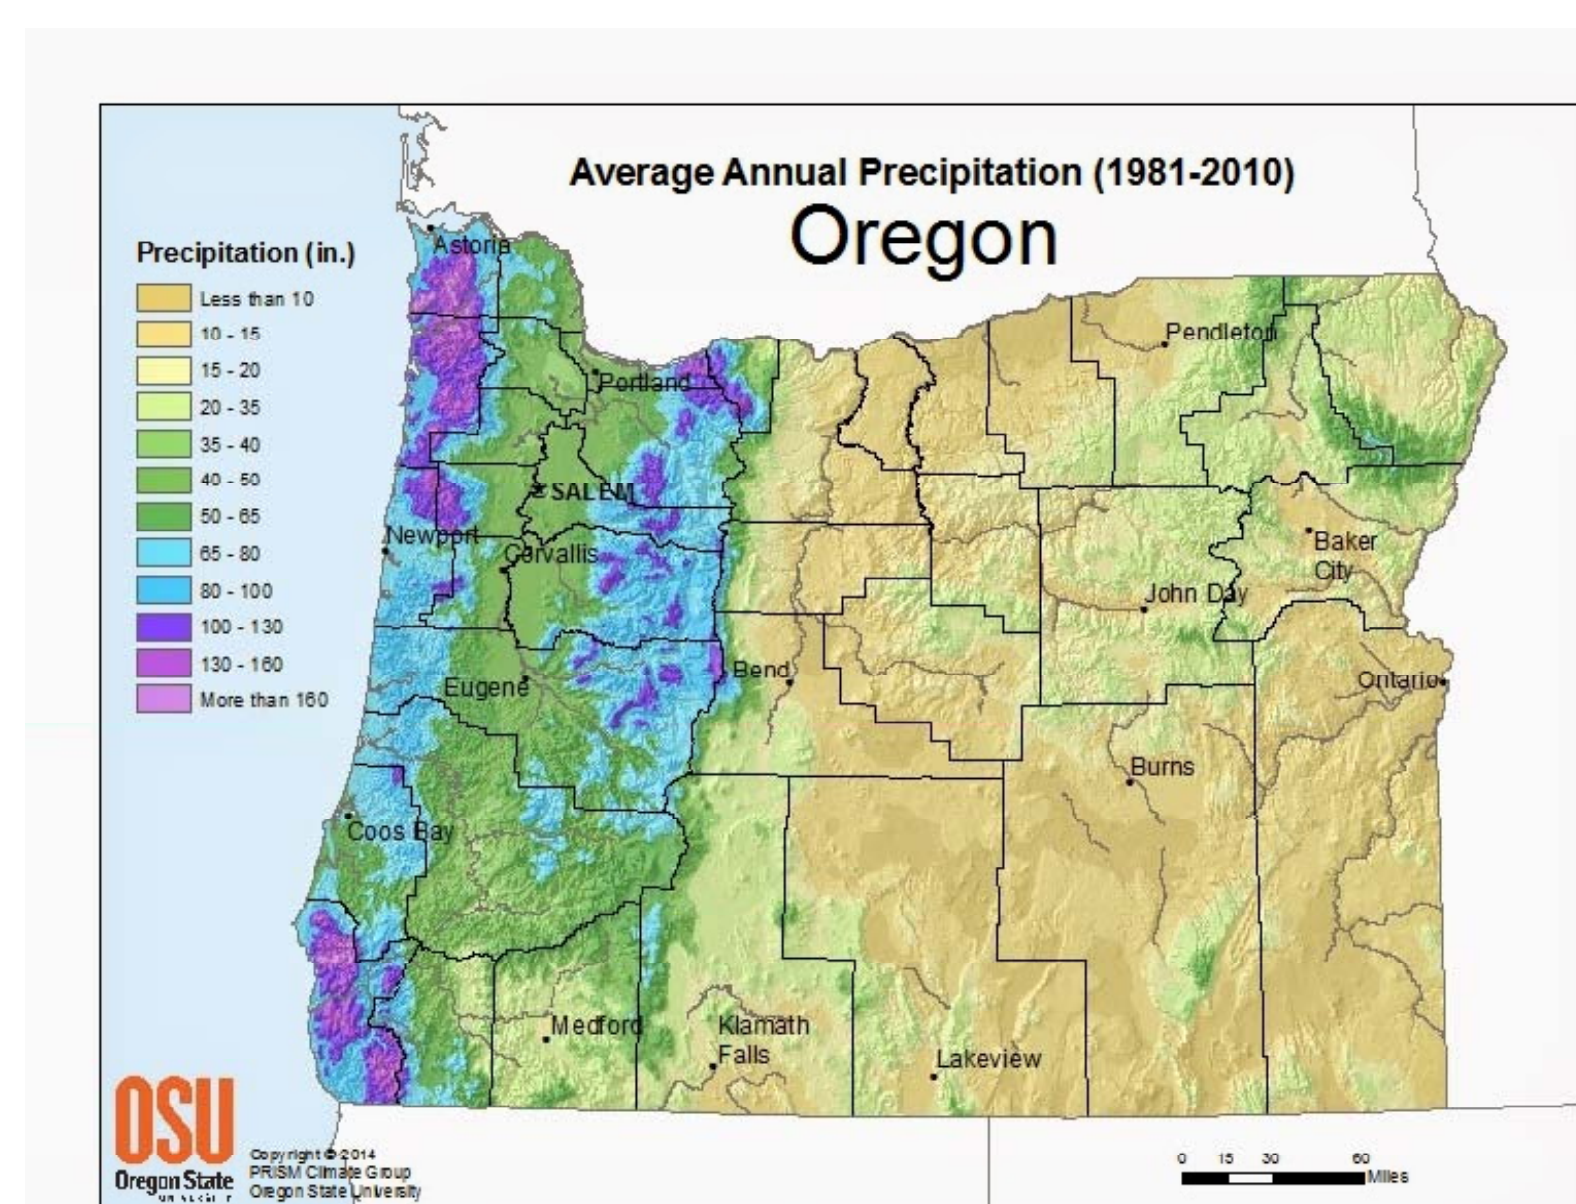 Average Annual Precipitation (1981-2010)
Oregon
Precipitation (in.)
Less than 10
10 - 15
15 - 20
20 - 35
35 - 40
40 - 50
50 - 65
65 - 80
80 - 100
100 - 130
130 - 160
More than 160
Astoria
Pendleton
Portland
SALEM
Newport
Corvallis
Baker
City
John Day
Bend
Eugene
Ontario
Burns
Coos Bay
Medford
Klamath
Falls
Lakeview
OSU
Oregon State
UNIVERSITY
Copyright © 2014
PRISM Climate Group
Oregon State University
0 15 30 60
Miles